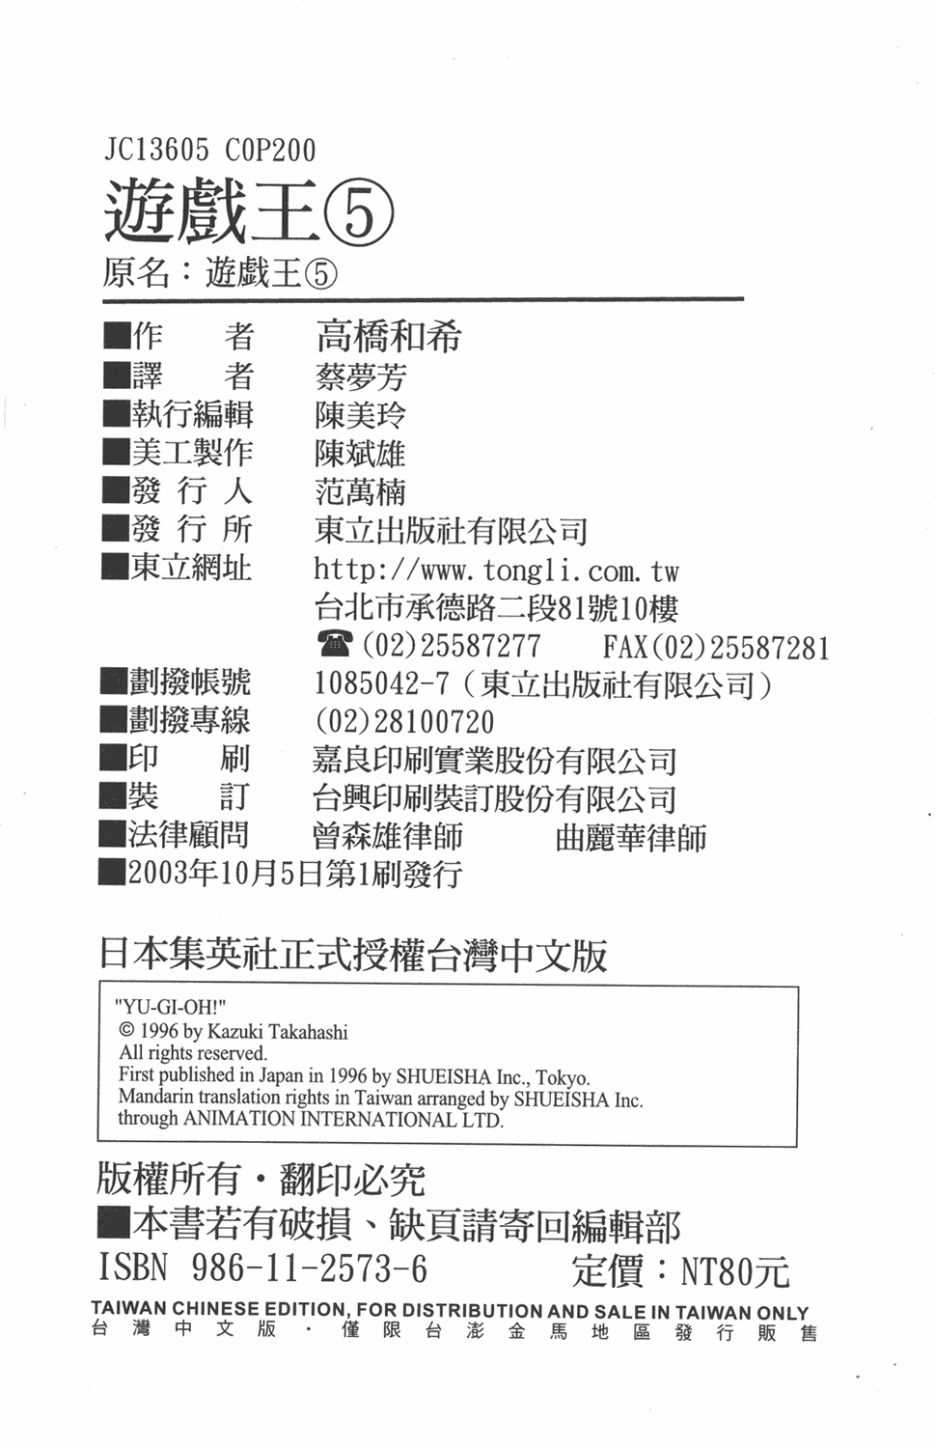 JC13605 C0P200
遊戲王⑤
原名：遊戯王⑤
■作　者　高橋和希
■譯　者　蔡夢芳
■執行編輯　陳美玲
■美工製作　陳斌雄
■發行人　范萬楠
■發行所　東立出版社有限公司
■東立網址　http://www.tongli.com.tw
台北市承德路二段81號10樓
☎(02)25587277　FAX(02)25587281
■劃撥帳號　1085042-7（東立出版社有限公司）
■劃撥專線　(02)28100720
■印　刷　嘉良印刷實業股份有限公司
■裝　訂　台興印刷裝訂股份有限公司
■法律顧問　曾森雄律師　曲麗華律師
■2003年10月5日第1刷發行
日本集英社正式授權台灣中文版
"YU-GI-OH!"
© 1996 by Kazuki Takahashi
All rights reserved.
First published in Japan in 1996 by SHUEISHA Inc., Tokyo.
Mandarin translation rights in Taiwan arranged by SHUEISHA Inc.
through ANIMATION INTERNATIONAL LTD.
版權所有・翻印必究
■本書若有破損、缺頁請寄回編輯部
ISBN 986-11-2573-6　定價：NT80元
TAIWAN CHINESE EDITION, FOR DISTRIBUTION AND SALE IN TAIWAN ONLY
台灣中文版・僅限台澎金馬地區發行販售